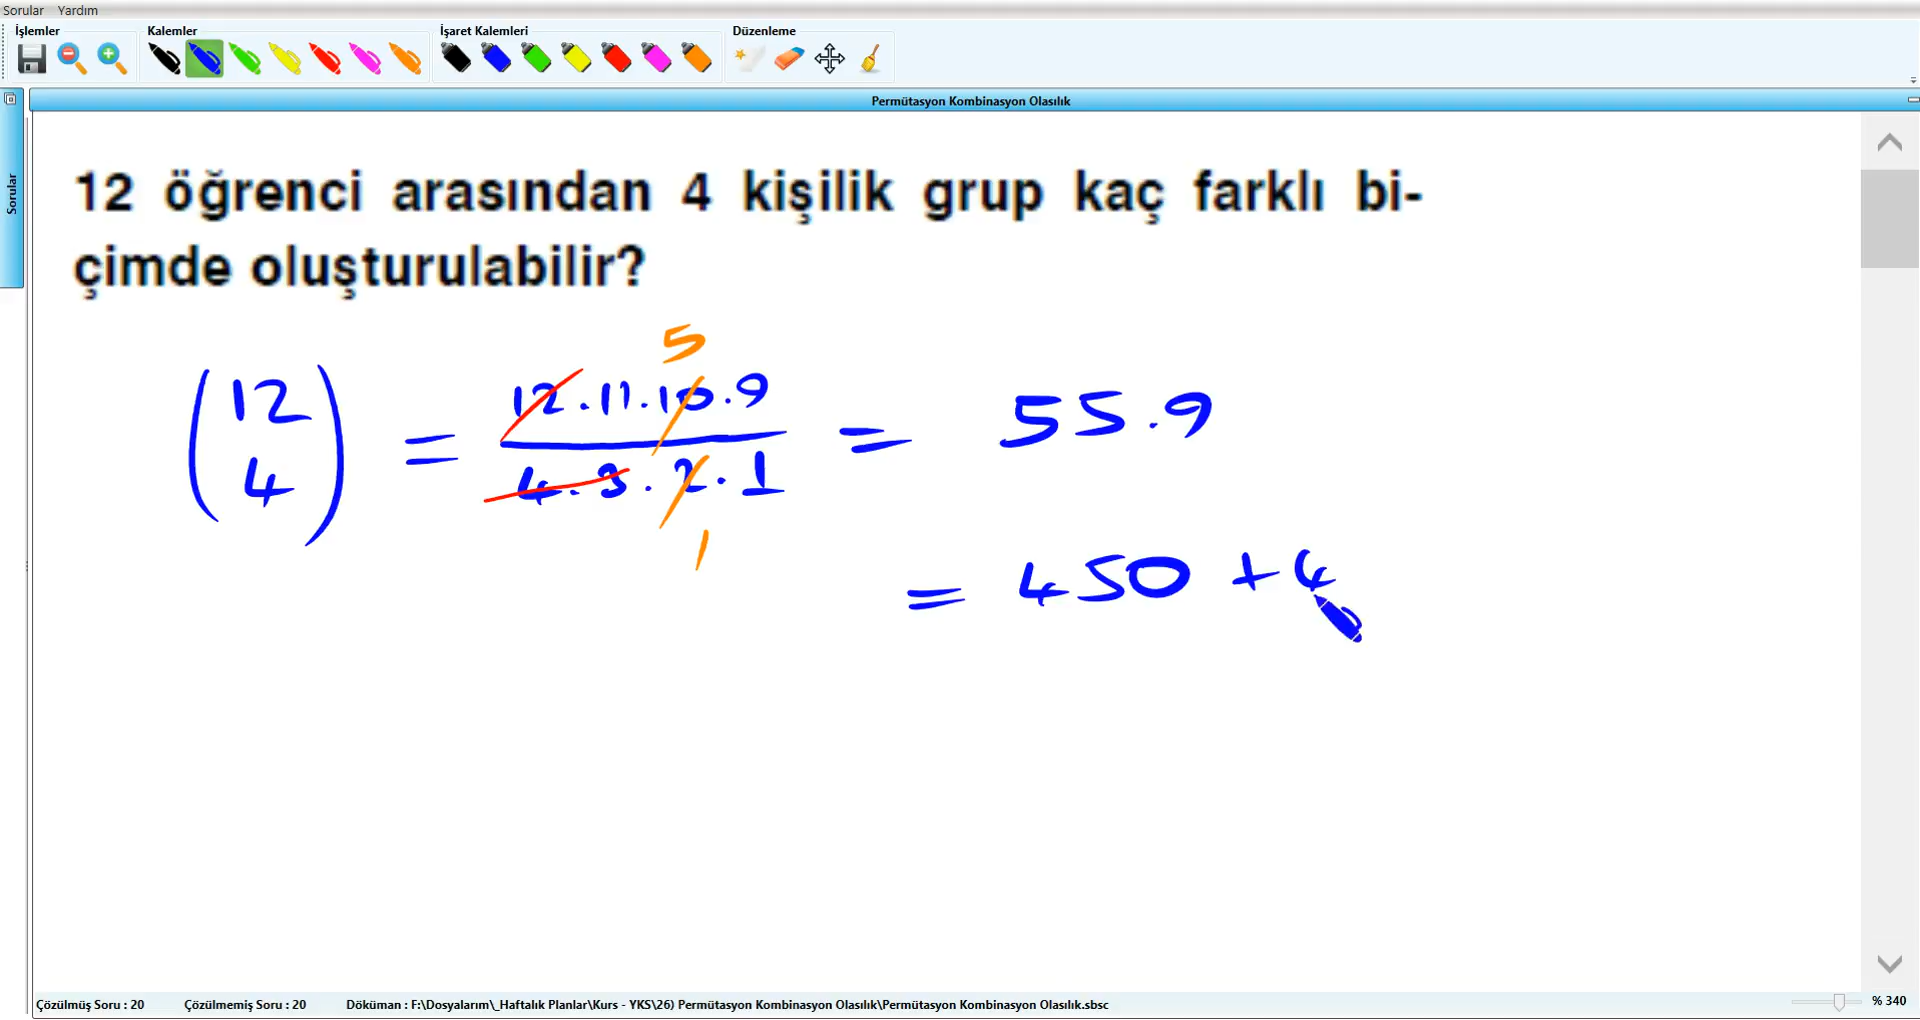 Sorular Yardım
İşlemler Kalemler İşaret Kalemleri Düzenleme
Permütasyon Kombinasyon Olasılık
Sorular
12 öğrenci arasından 4 kişilik grup kaç farklı bi-
çimde oluşturulabilir?
5
(12 4) = 12.11.10.9 / 4.3.2.1 = 55.9
1
= 450 + 4
Çözülmüş Soru : 20 Çözülmemiş Soru : 20 Döküman : F:\Dosyalarım\_Haftalık Planlar\Kurs - YKS\26) Permütasyon Kombinasyon Olasılık\Permütasyon Kombinasyon Olasılık.sbsc % 340